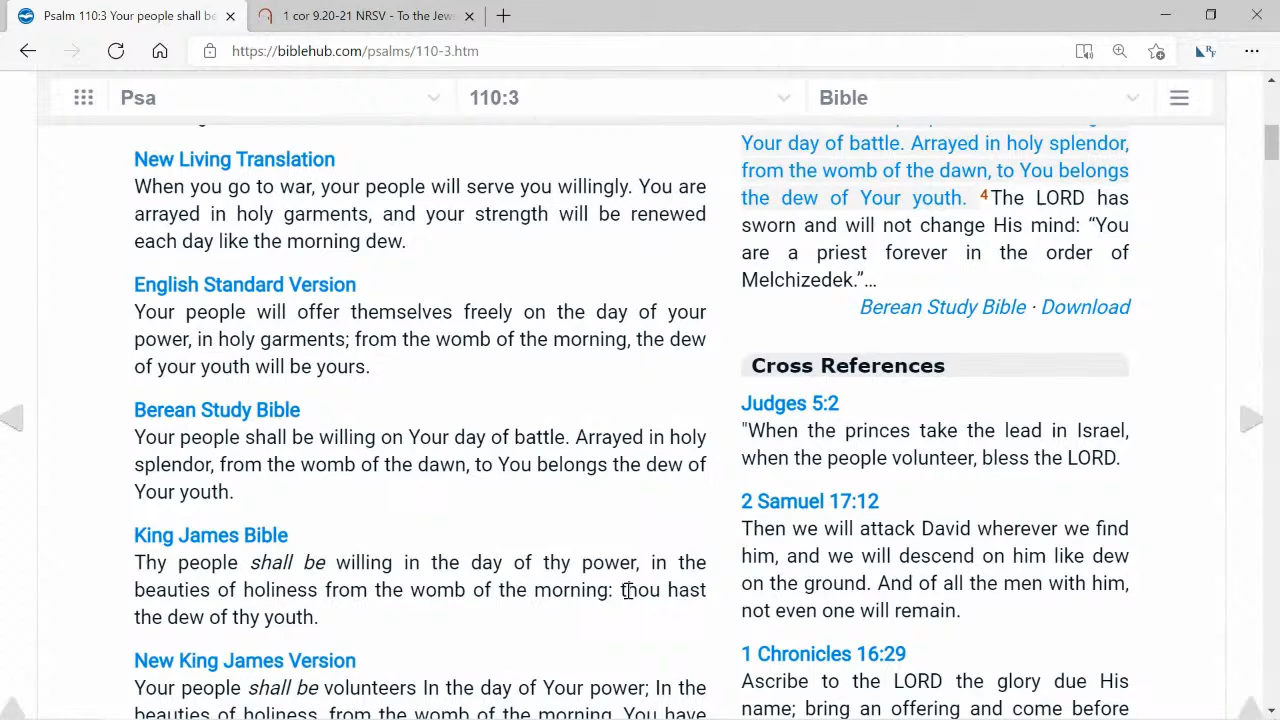 Psalm 110:3 Your people shall be
1 cor 9.20-21 NRSV - To the Jew
https://biblehub.com/psalms/110-3.htm
Psa
110:3
Bible
New Living Translation
When you go to war, your people will serve you willingly. You are
arrayed in holy garments, and your strength will be renewed
each day like the morning dew.
English Standard Version
Your people will offer themselves freely on the day of your
power, in holy garments; from the womb of the morning, the dew
of your youth will be yours.
Berean Study Bible
Your people shall be willing on Your day of battle. Arrayed in holy
splendor, from the womb of the dawn, to You belongs the dew of
Your youth.
King James Bible
Thy people shall be willing in the day of thy power, in the
beauties of holiness from the womb of the morning: thou hast
the dew of thy youth.
New King James Version
Your people shall be volunteers In the day of Your power; In the
beauties of holiness, from the womb of the morning, You have
Your day of battle. Arrayed in holy splendor,
from the womb of the dawn, to You belongs
the dew of Your youth. 4The LORD has
sworn and will not change His mind: “You
are a priest forever in the order of
Melchizedek.”…
Berean Study Bible · Download
Cross References
Judges 5:2
"When the princes take the lead in Israel,
when the people volunteer, bless the LORD.
2 Samuel 17:12
Then we will attack David wherever we find
him, and we will descend on him like dew
on the ground. And of all the men with him,
not even one will remain.
1 Chronicles 16:29
Ascribe to the LORD the glory due His
name; bring an offering and come before